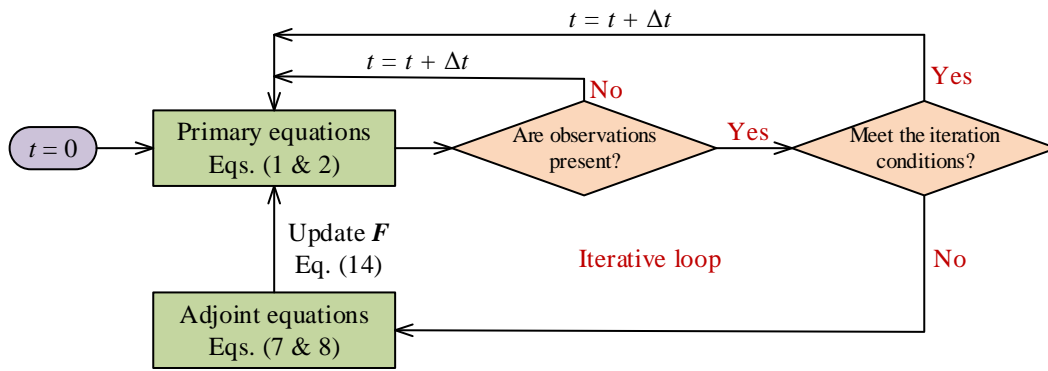 t = t + Δt
t = t + Δt
Yes
No
t = 0
Primary equations
Eqs. (1 & 2)
Are observations
present?
Yes
Meet the iteration
conditions?
Update F
Eq. (14)
Iterative loop
No
Adjoint equations
Eqs. (7 & 8)